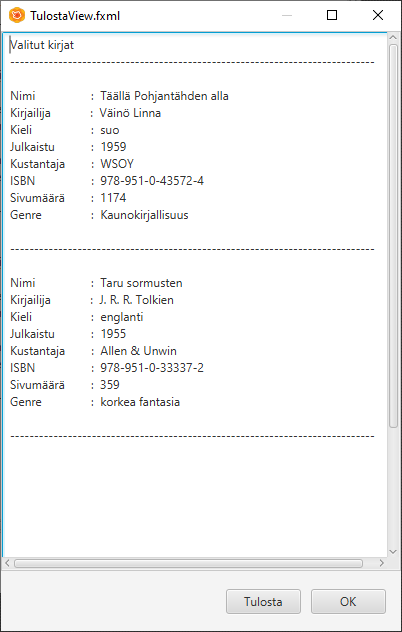 TulostaView.fxml
Valitut kirjat
--------------------------------------------------------------------------
Nimi : Täällä Pohjantähden alla
Kirjailija : Väinö Linna
Kieli : suo
Julkaistu : 1959
Kustantaja : WSOY
ISBN : 978-951-0-43572-4
Sivumäärä : 1174
Genre : Kaunokirjallisuus
--------------------------------------------------------------------------
Nimi : Taru sormusten
Kirjailija : J. R. R. Tolkien
Kieli : englanti
Julkaistu : 1955
Kustantaja : Allen & Unwin
ISBN : 978-951-0-33337-2
Sivumäärä : 359
Genre : korkea fantasia
--------------------------------------------------------------------------
Tulosta OK